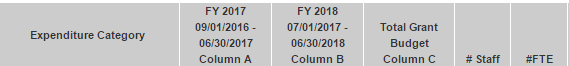 Expenditure Category
FY 2017
09/01/2016 -
06/30/2017
Column A
FY 2018
07/01/2017 -
06/30/2018
Column B
Total Grant
Budget
Column C
# Staff
#FTE